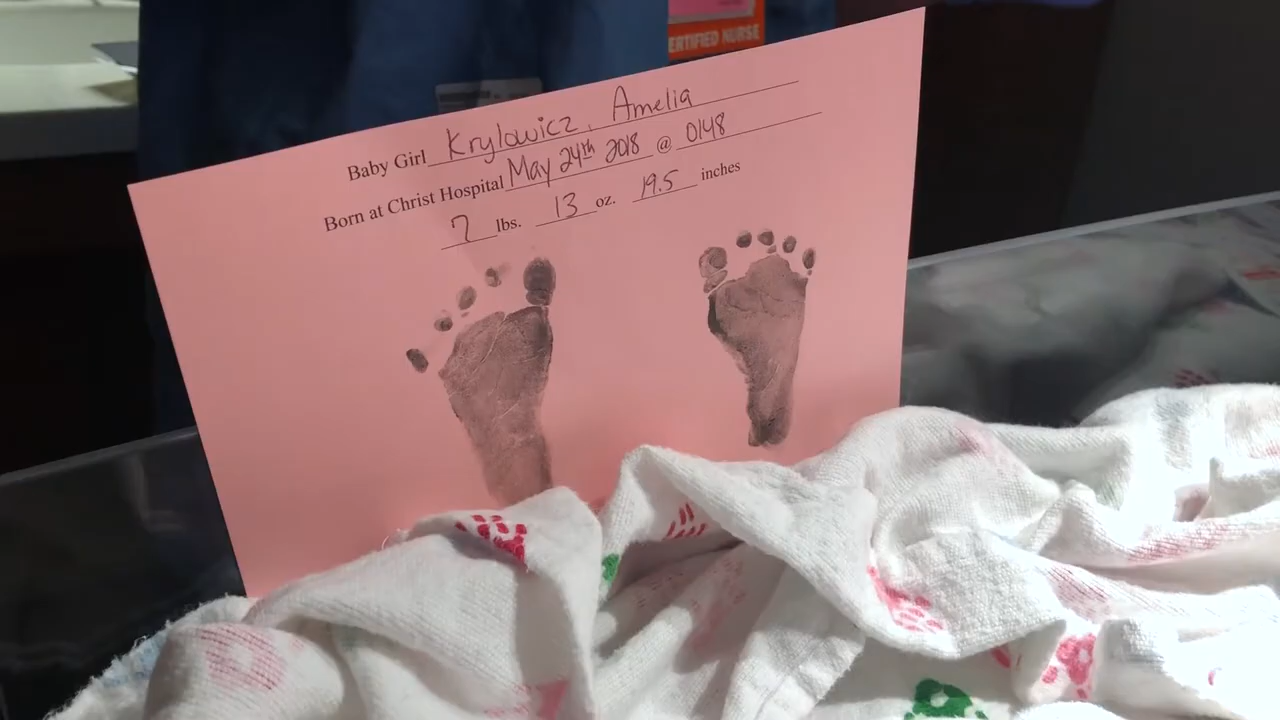 ERTIFIED NURSE
Baby Girl Krylowicz, Amelia
Born at Christ Hospital May 24th 2018 @ 0148
7 lbs. 13 oz. 19.5 inches